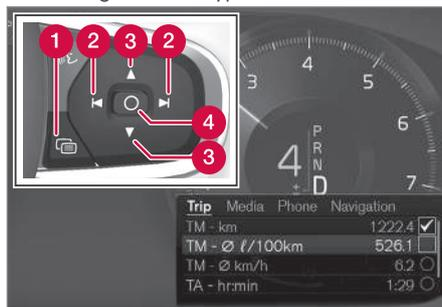 1
2
3
2
4
3
3
4
5
6
7
4
P
R
N
D
+
-
Trip Media Phone Navigation
TM - km 1222.4
TM - Ø ℓ/100km 526.1
TM - Ø km/h 6.2
TA - hr:min 1:29